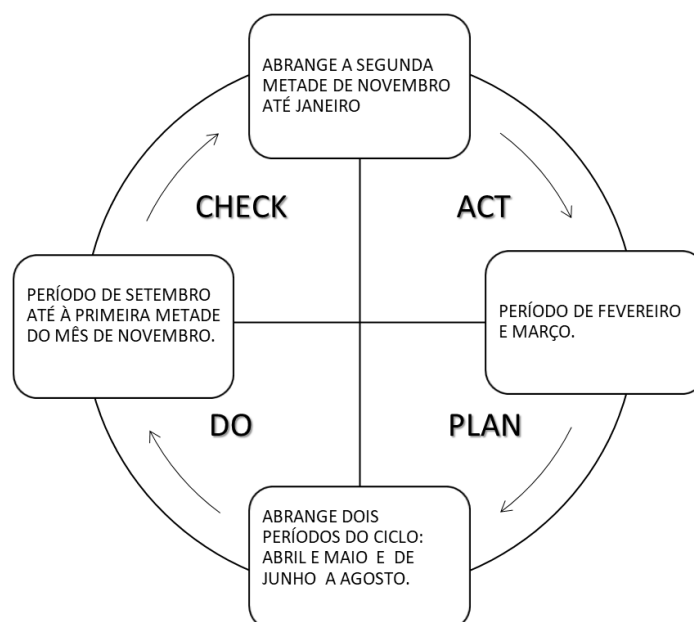 ABRANGE A SEGUNDA
METADE DE NOVEMBRO
ATÉ JANEIRO
CHECK
ACT
PERÍODO DE SETEMBRO
ATÉ À PRIMEIRA METADE
DO MÊS DE NOVEMBRO.
PERÍODO DE FEVEREIRO
E MARÇO.
DO
PLAN
ABRANGE DOIS
PERÍODOS DO CICLO:
ABRIL E MAIO E DE
JUNHO A AGOSTO.